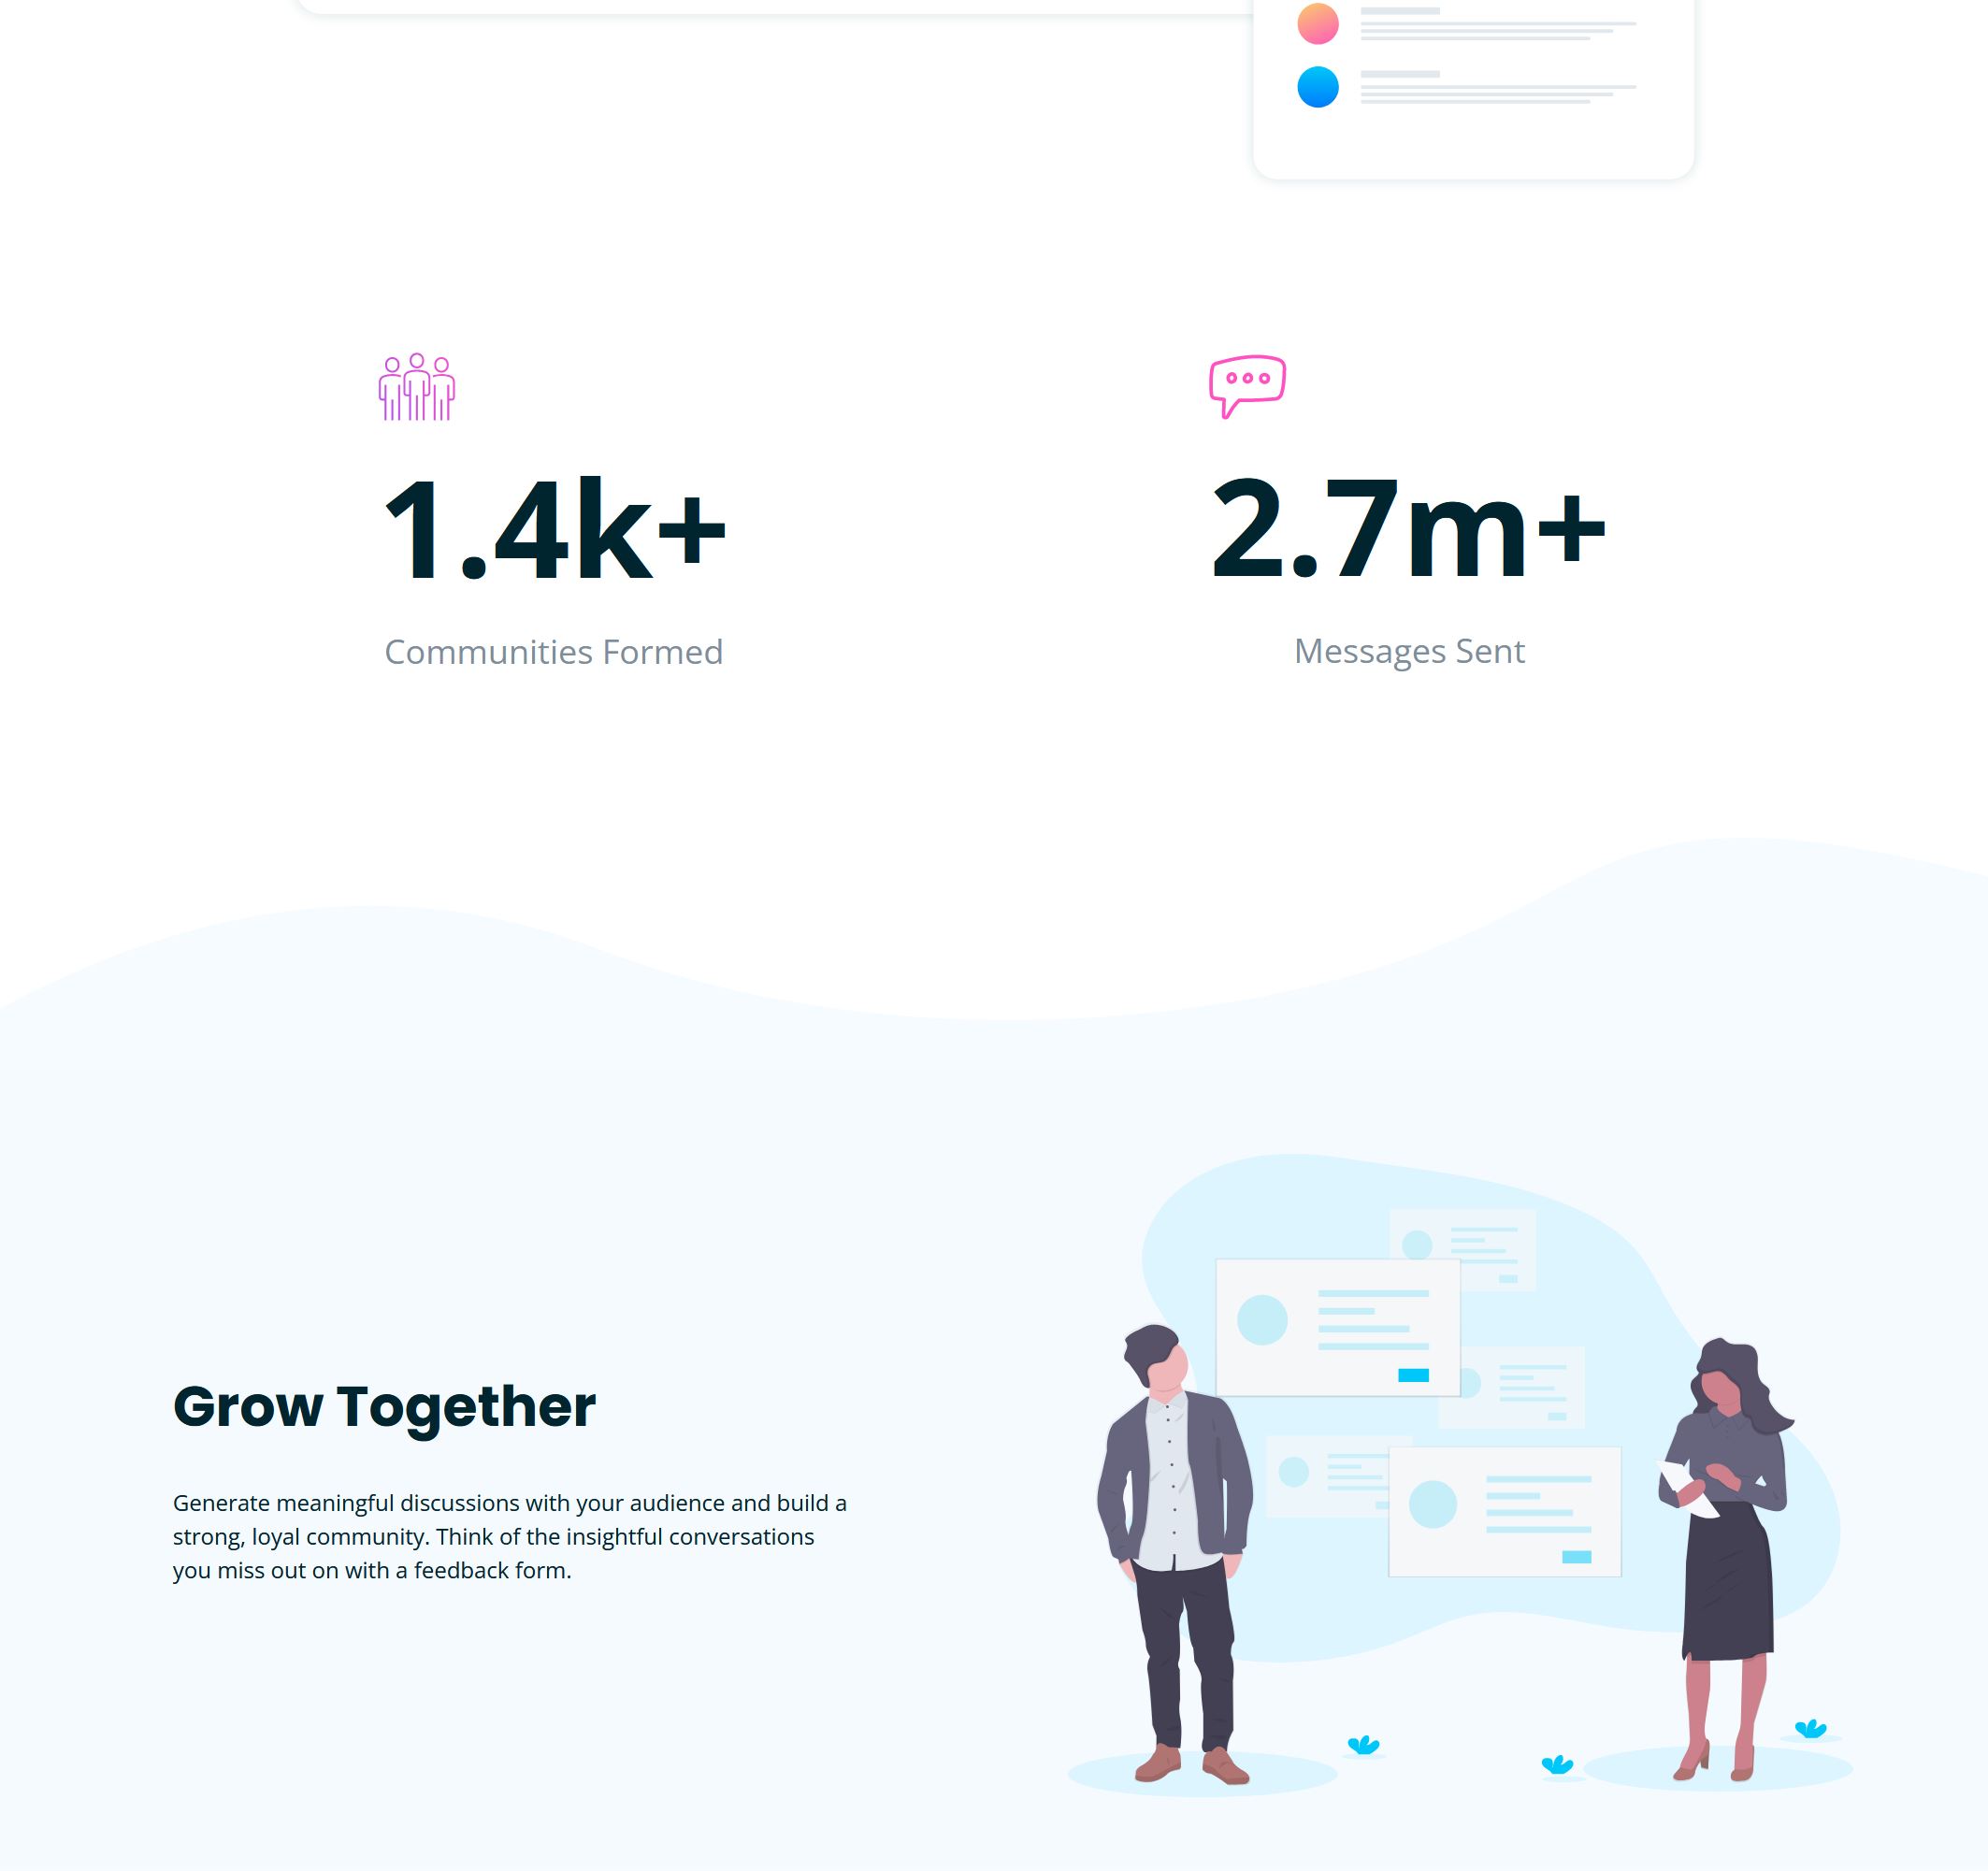 1.4k+
Communities Formed
2.7m+
Messages Sent
Grow Together
Generate meaningful discussions with your audience and build a
strong, loyal community. Think of the insightful conversations
you miss out on with a feedback form.